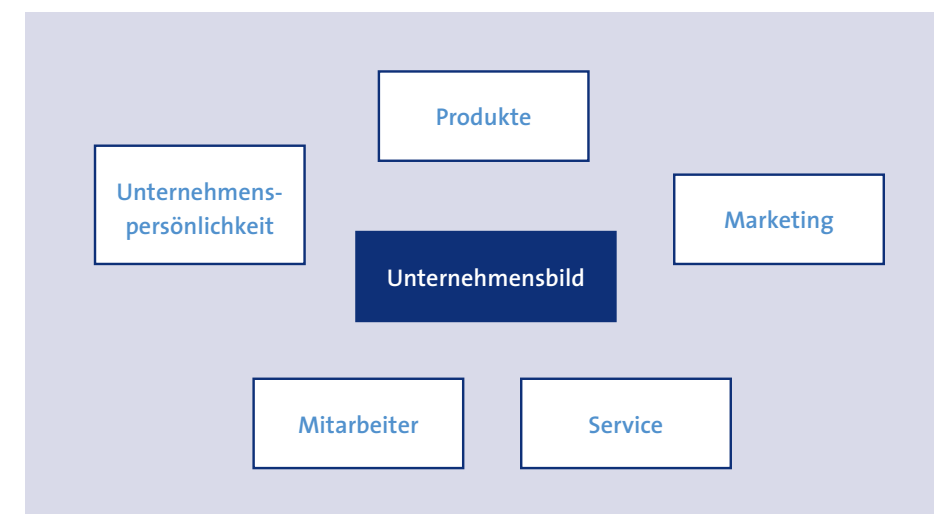 Produkte
Unternehmens-
persönlichkeit
Marketing
Unternehmensbild
Mitarbeiter
Service